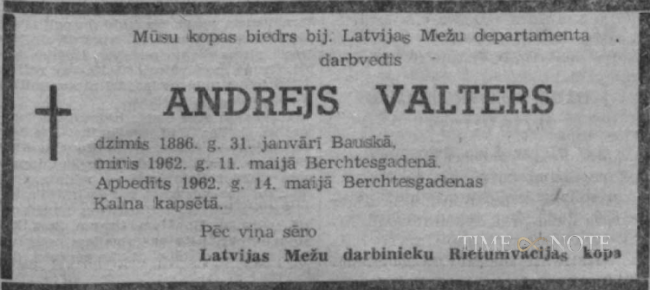 Mūsu kopas biedrs bij. Latvijas Mežu departamenta
darbvedis
ANDREJS VALTERS
dzimis 1886. g. 31. janvārī Bauskā,
miris 1962. g. 11. maijā Berchtesgadenā.
Apbedīts 1962. g. 14. maijā Berchtesgadenas
Kalna kapsētā.
Pēc viņa sēro
TIME NOTE
Latvijas Mežu darbinieku Rietumvācijas kopa